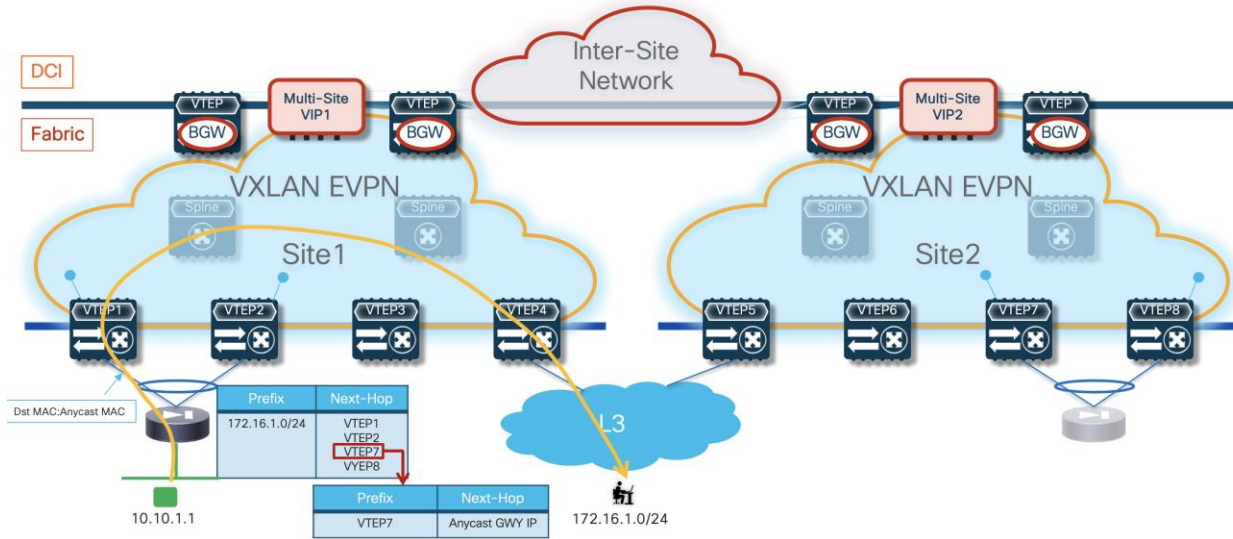 DCI
Fabric
Inter-Site
Network
VTEP
BGW
Multi-Site
VIP1
VTEP
BGW
VTEP
BGW
Multi-Site
VIP2
VTEP
BGW
VXLAN EVPN
VXLAN EVPN
Spine
Spine
Spine
Spine
Site1
Site2
VTEP1
VTEP2
VTEP3
VTEP4
VTEP5
VTEP6
VTEP7
VTEP8
Dst MAC:Anycast MAC
Prefix
Next-Hop
172.16.1.0/24
VTEP1
VTEP2
VTEP7
VYEP8
L3
Prefix
Next-Hop
VTEP7
Anycast GWY IP
10.10.1.1
172.16.1.0/24